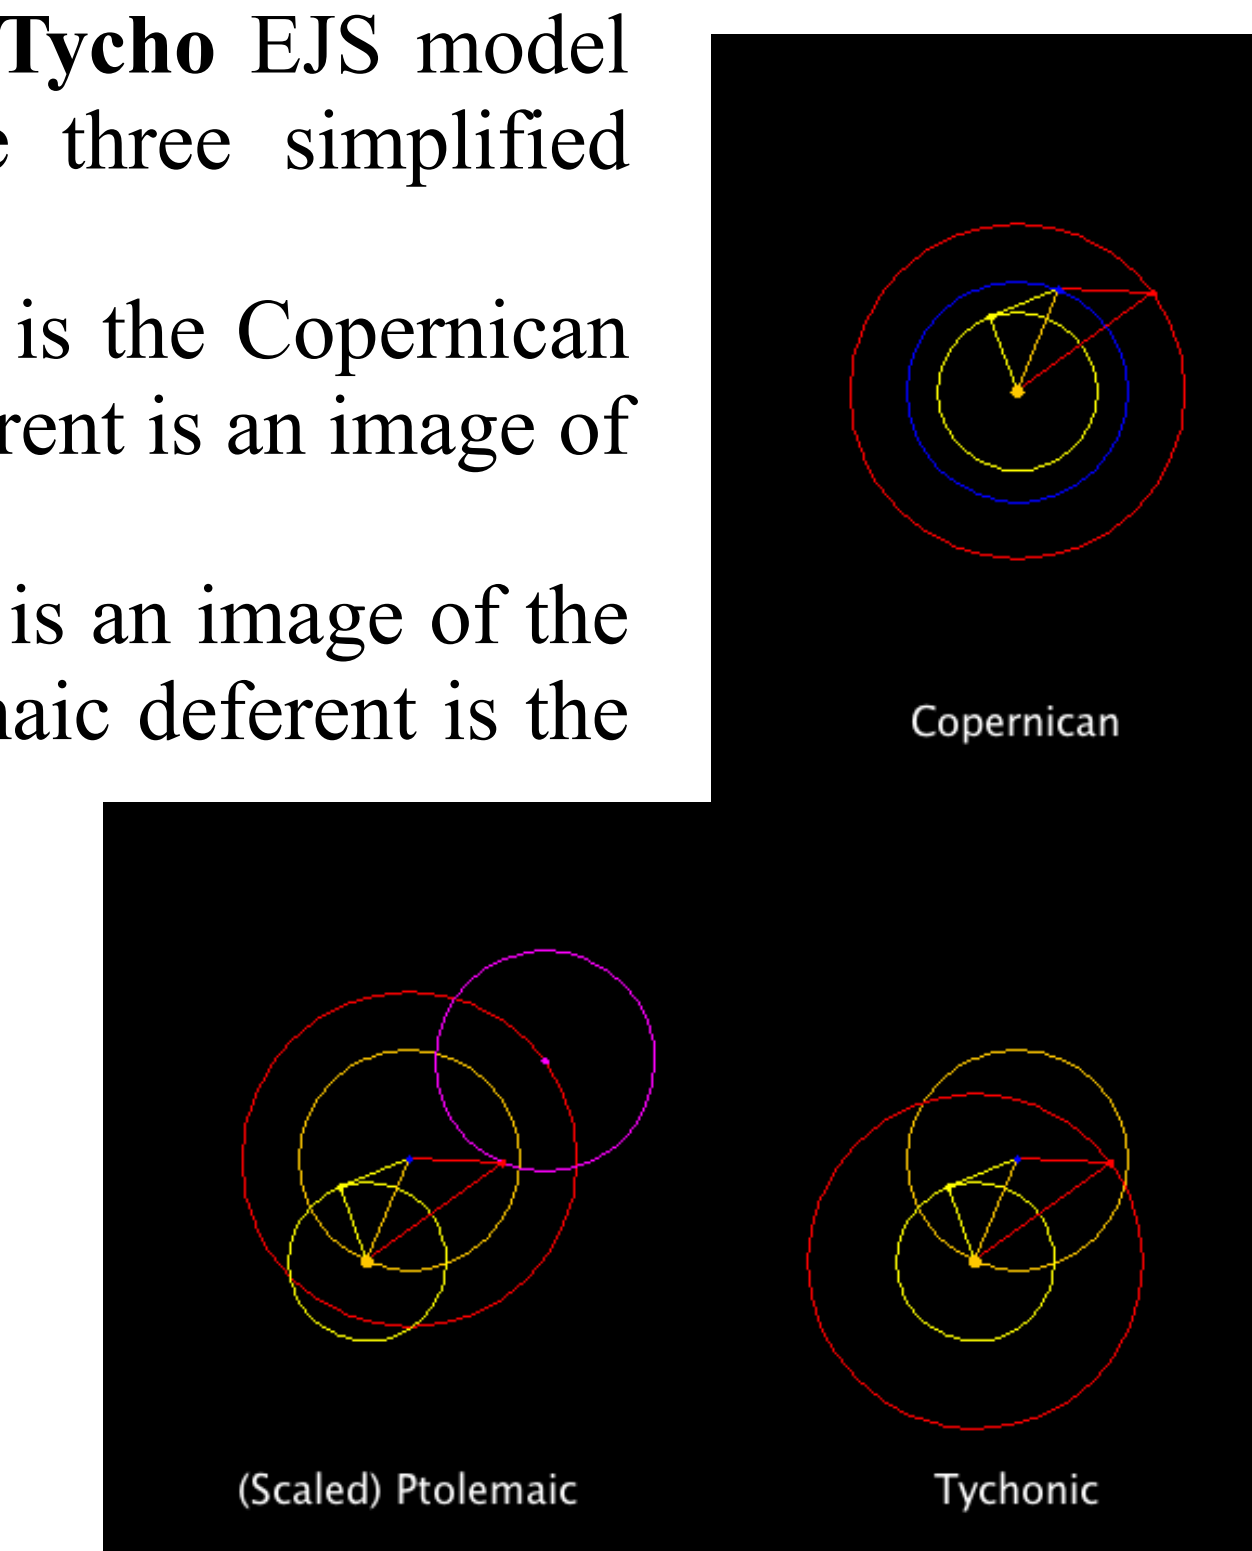 Tycho EJS model
three simplified
is the Copernican
rent is an image of
is an image of the
naic deferent is the
Copernican
(Scaled) Ptolemaic
Tychonic